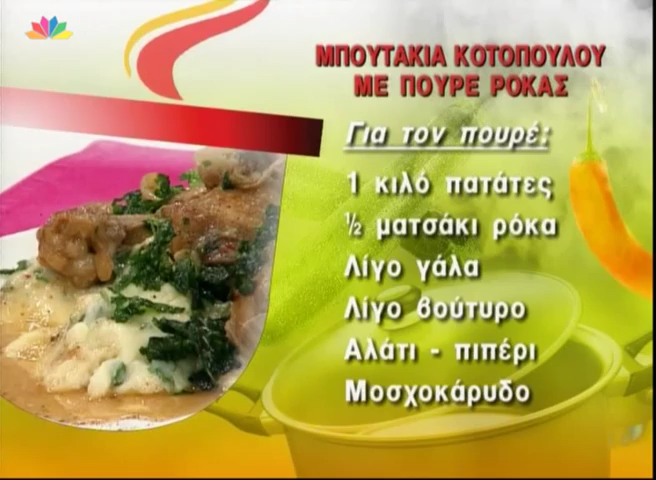 ΜΠΟΥΤΑΚΙΑ ΚΟΤΟΠΟΥΛΟΥ
ΜΕ ΠΟΥΡΕ ΡΟΚΑΣ
Για τον πουρέ:
1 κιλό πατάτες
½ ματσάκι ρόκα
Λίγο γάλα
Λίγο βούτυρο
Αλάτι - πιπέρι
Μοσχοκάρυδο